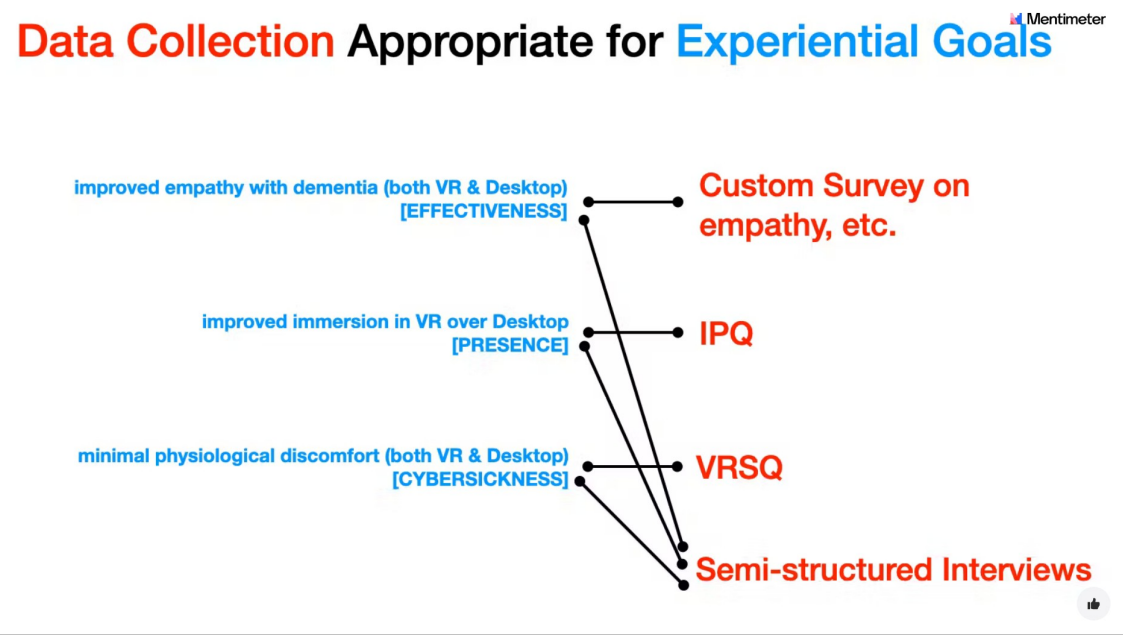 Mentimeter
Data Collection Appropriate for Experiential Goals
improved empathy with dementia (both VR & Desktop)
[EFFECTIVENESS]
Custom Survey on
empathy, etc.
improved immersion in VR over Desktop
[PRESENCE]
IPQ
minimal physiological discomfort (both VR & Desktop)
[CYBERSICKNESS]
VRSQ
Semi-structured Interviews